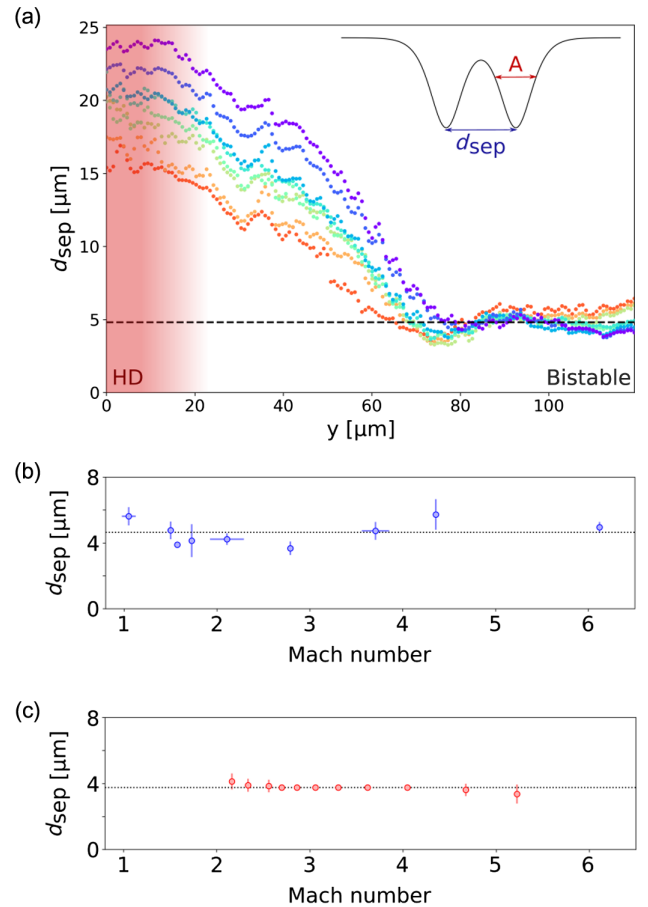 (a)
25
20
15
10
5
0
d_sep [μm]
A
d_sep
HD
Bistable
0 20 40 60 80 100
y [μm]
(b)
8
4
0
d_sep [μm]
1 2 3 4 5 6
Mach number
(c)
8
4
0
d_sep [μm]
1 2 3 4 5 6
Mach number